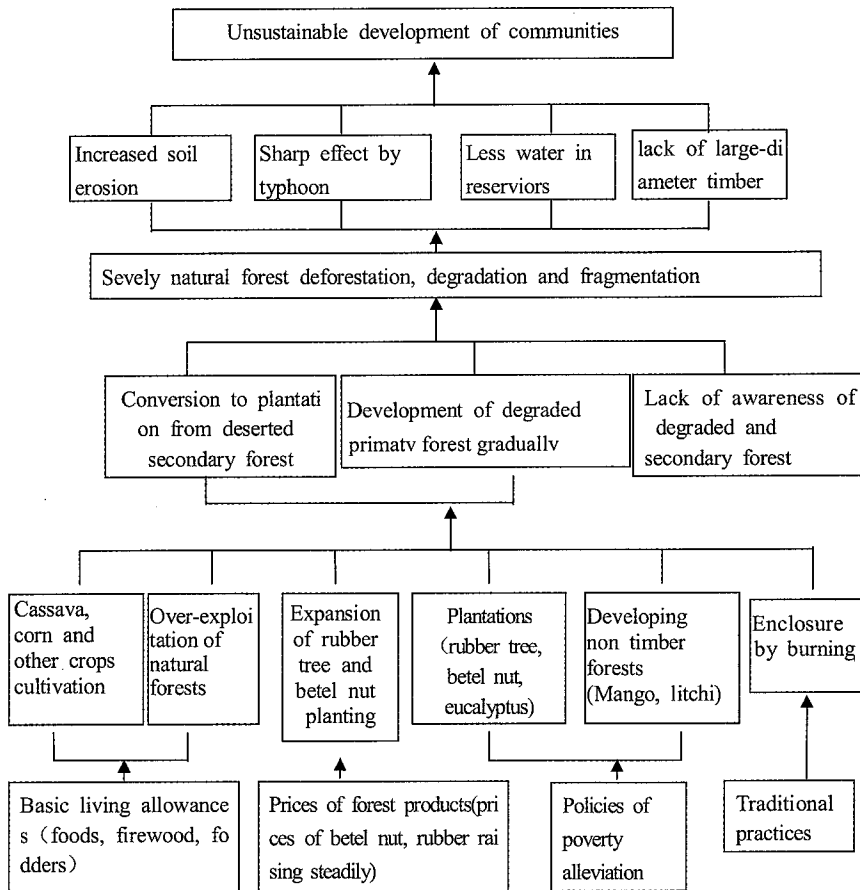 Unsustainable development of communities
Increased soil
erosion
Sharp effect by
typhoon
Less water in
reserviors
lack of large-di
ameter timber
Sevely natural forest deforestation, degradation and fragmentation
Conversion to plantati
on from deserted
secondary forest
Development of degraded
primatv forest graduallv
Lack of awareness of
degraded and
secondary forest
Cassava,
corn and
other crops
cultivation
Over-exploi
tation of
natural
forests
Expansion
of rubber
tree and
betel nut
planting
Plantations
(rubber tree,
betel nut,
eucalyptus)
Developing
non timber
forests
(Mango, litchi)
Enclosure
by burning
Basic living allowance
s（foods, firewood, fo
dders）
Prices of forest products(pri
ces of betel nut, rubber rai
sing steadily)
Policies of
poverty
alleviation
Traditional
practices